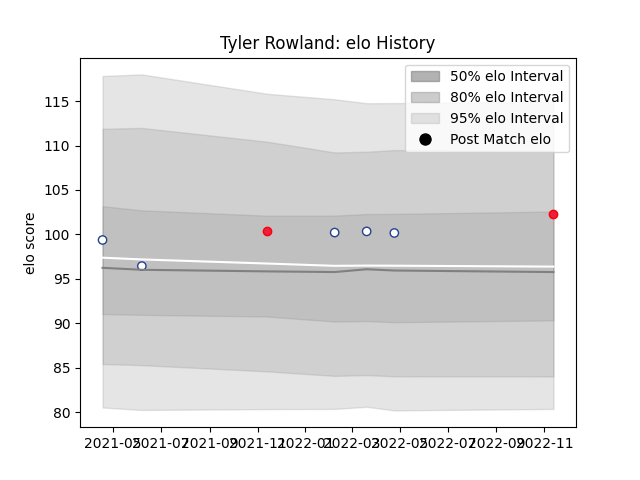 Tyler Rowland: elo History
50% elo Interval
80% elo Interval
95% elo Interval
Post Match elo
elo score
115
110
105
100
95
90
85
80
2021-05 2021-07 2021-09 2021-11 2022-01 2022-03 2022-05 2022-07 2022-09 2022-11